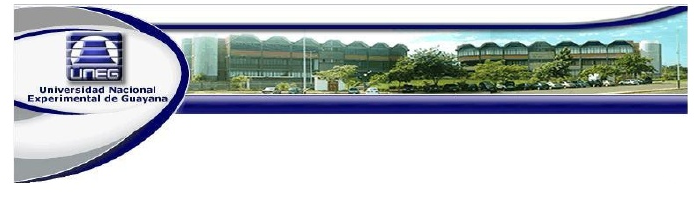 UNEG
Universidad Nacional
Experimental de Guayana